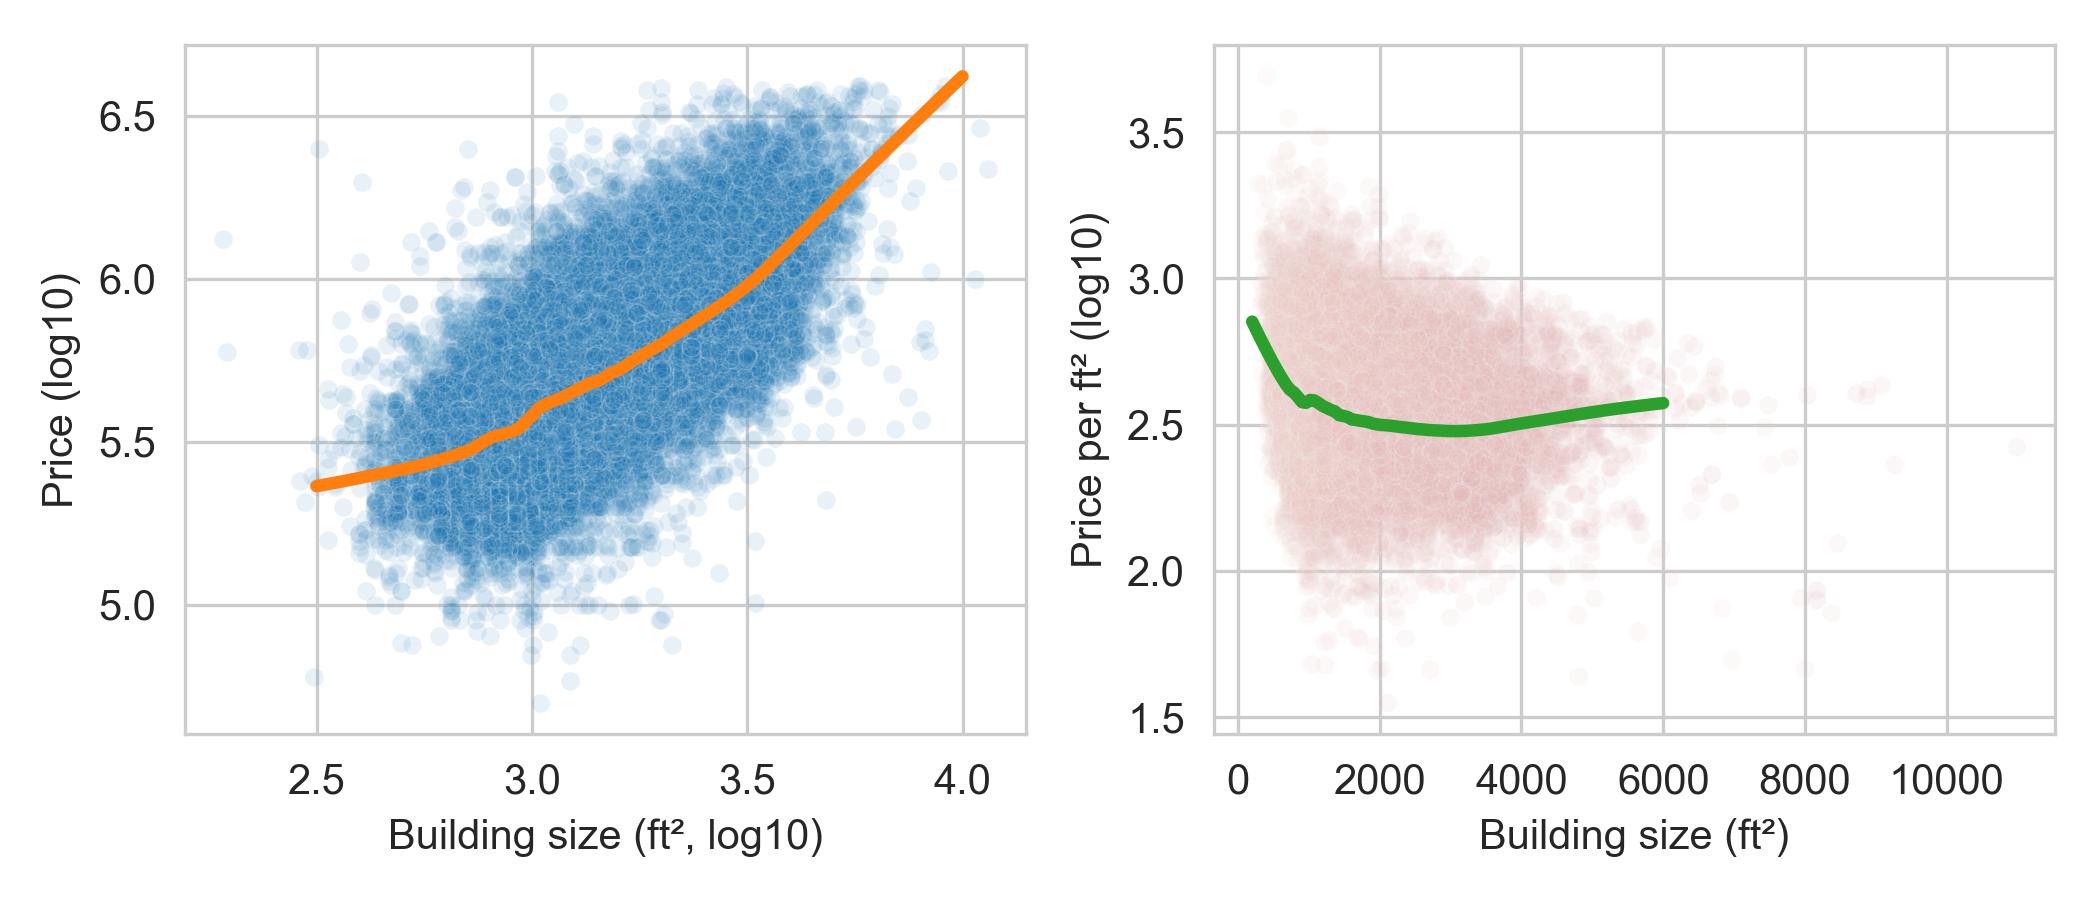 6.5
6.0
5.5
5.0
Price (log10)
2.5 3.0 3.5 4.0
Building size (ft², log10)
3.5
3.0
2.5
2.0
1.5
Price per ft² (log10)
0 2000 4000 6000 8000 10000
Building size (ft²)